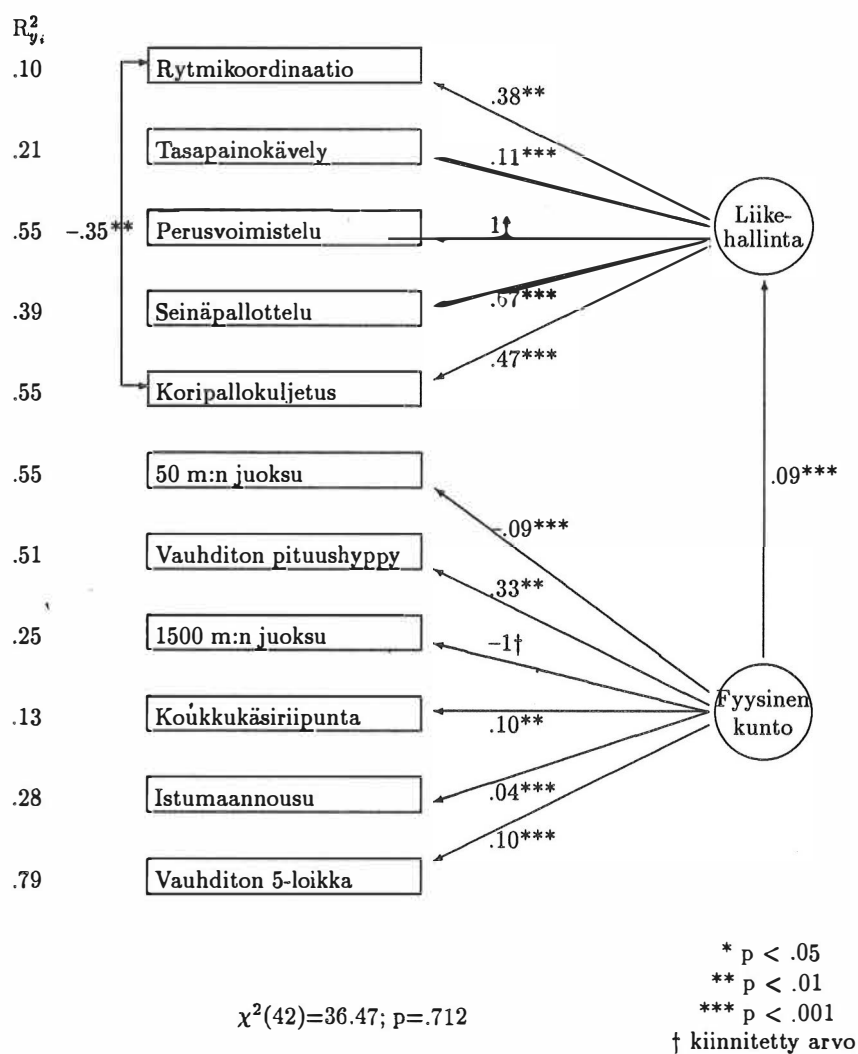 R²yᵢ
.10 Rytmikoordinaatio .38**
.21 Tasapainokävely .11***
.55 –.35** Perusvoimistelu 1† Liike-
hallinta
.39 Seinäpallottelu .67***
.55 Koripallokuljetus .47***
.55 50 m:n juoksu .09***
–.09***
.51 Vauhditon pituushyppy .33**
.25 1500 m:n juoksu –1†
.13 Koukkukäsiriipunta .10** Fyysinen
kunto
.28 Istumaannousu .04***
.79 Vauhditon 5-loikka .10***
* p < .05
** p < .01
*** p < .001
χ²(42)=36.47; p=.712
† kiinnitetty arvo